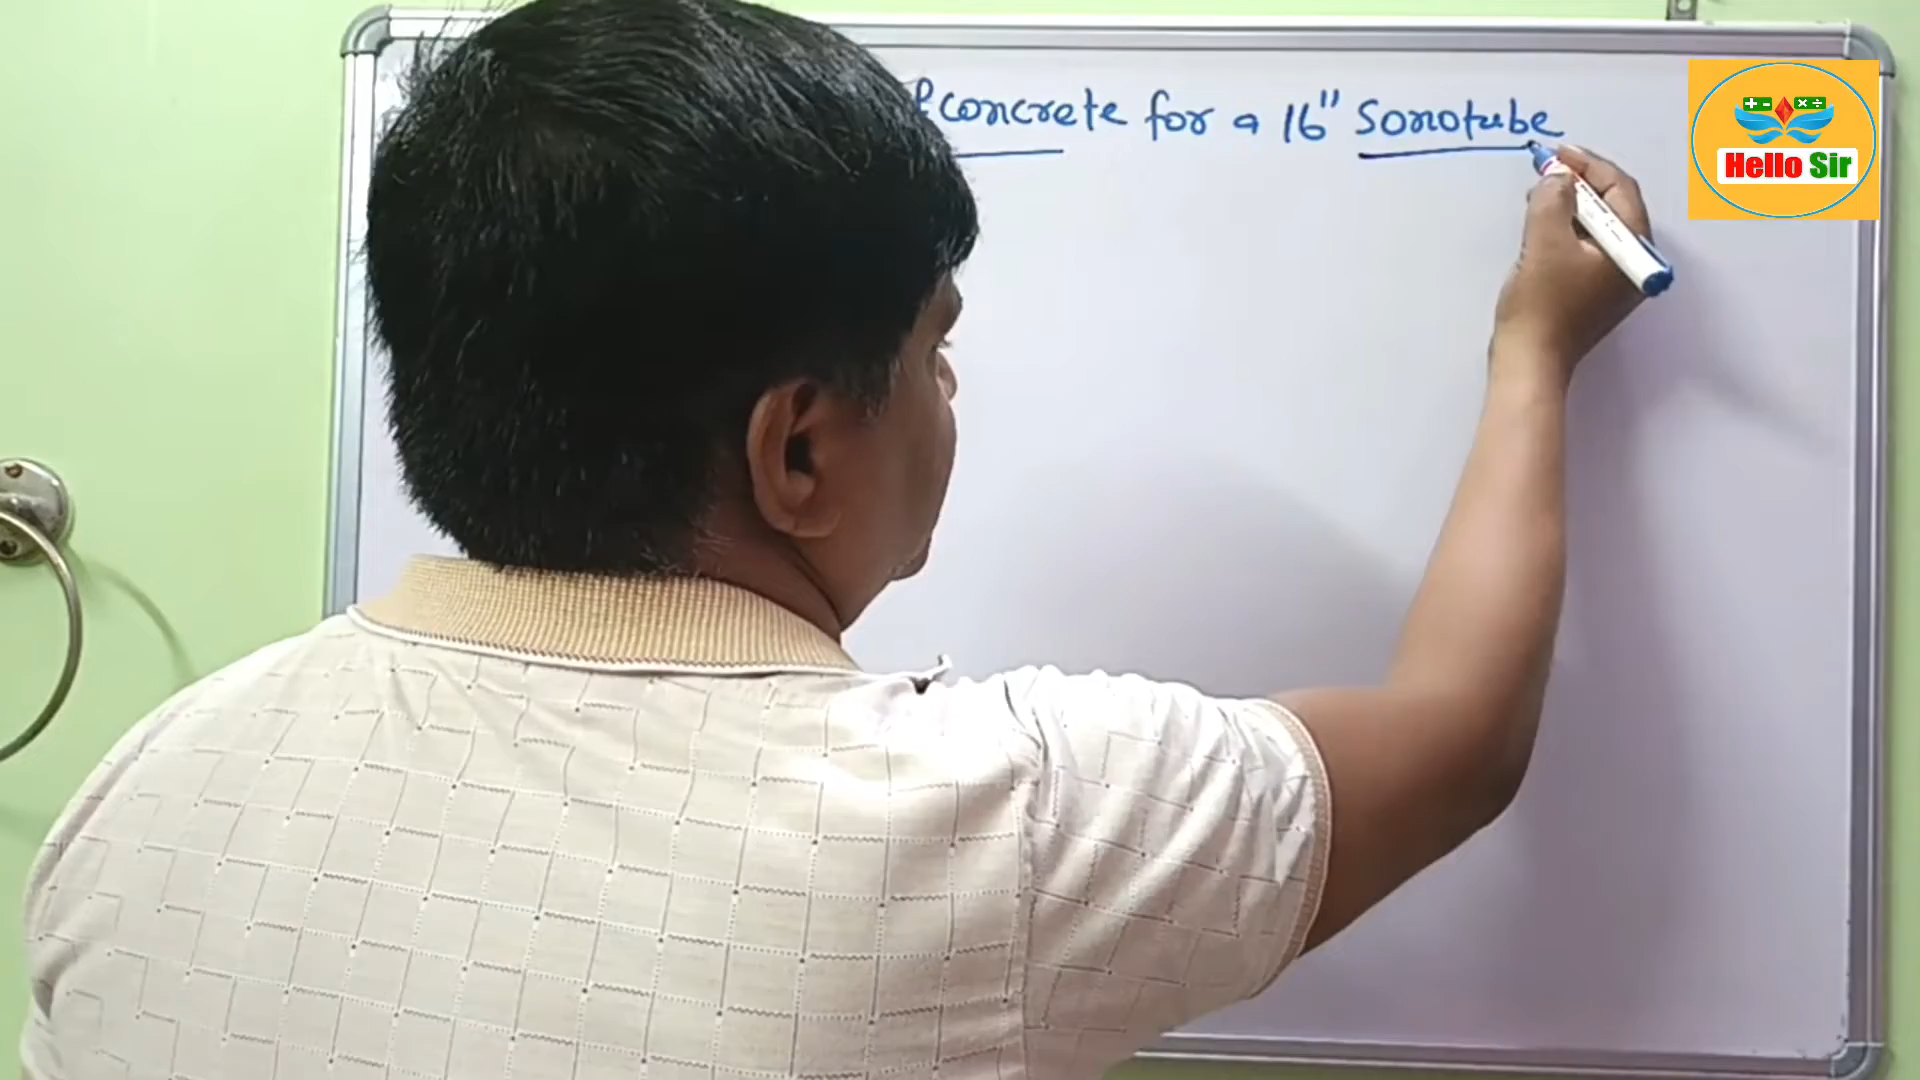 concrete for a 16" Sonotube
+ - × ÷
Hello Sir